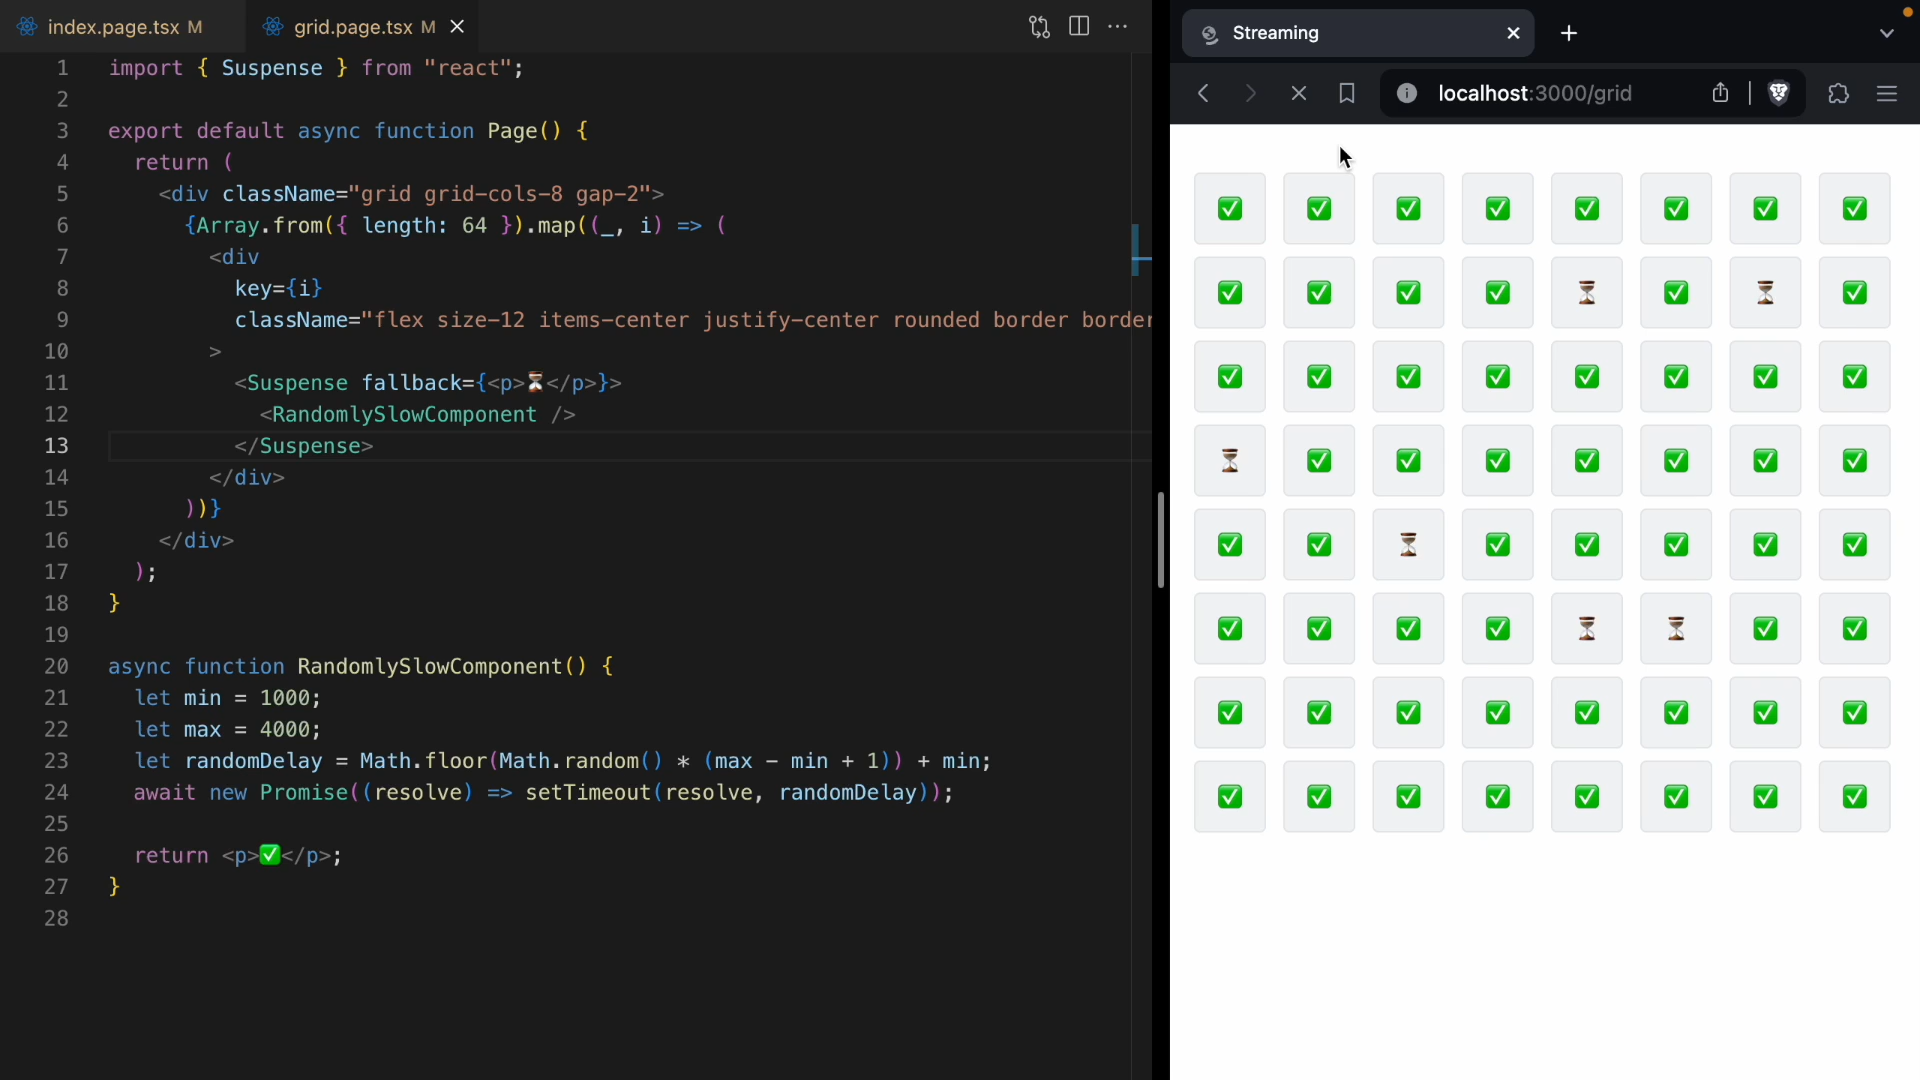 index.page.tsx M
grid.page.tsx M
1 import { Suspense } from "react";
2
3 export default async function Page() {
4 return (
5 <div className="grid grid-cols-8 gap-2">
6 {Array.from({ length: 64 }).map((_, i) => (
7 <div
8 key={i}
9 className="flex size-12 items-center justify-center rounded border border
10 >
11 <Suspense fallback={<p>⏳</p>}>
12 <RandomlySlowComponent />
13 </Suspense>
14 </div>
15 ))}
16 </div>
17 );
18 }
19
20 async function RandomlySlowComponent() {
21 let min = 1000;
22 let max = 4000;
23 let randomDelay = Math.floor(Math.random() * (max - min + 1)) + min;
24 await new Promise((resolve) => setTimeout(resolve, randomDelay));
25
26 return <p>✅</p>;
27 }
28
Streaming
localhost:3000/grid
✅ ✅ ✅ ✅ ✅ ✅ ✅ ✅
✅ ✅ ✅ ✅ ⏳ ✅ ⏳ ✅
✅ ✅ ✅ ✅ ✅ ✅ ✅ ✅
⏳ ✅ ✅ ✅ ✅ ✅ ✅ ✅
✅ ✅ ⏳ ✅ ✅ ✅ ✅ ✅
✅ ✅ ✅ ✅ ⏳ ⏳ ✅ ✅
✅ ✅ ✅ ✅ ✅ ✅ ✅ ✅
✅ ✅ ✅ ✅ ✅ ✅ ✅ ✅